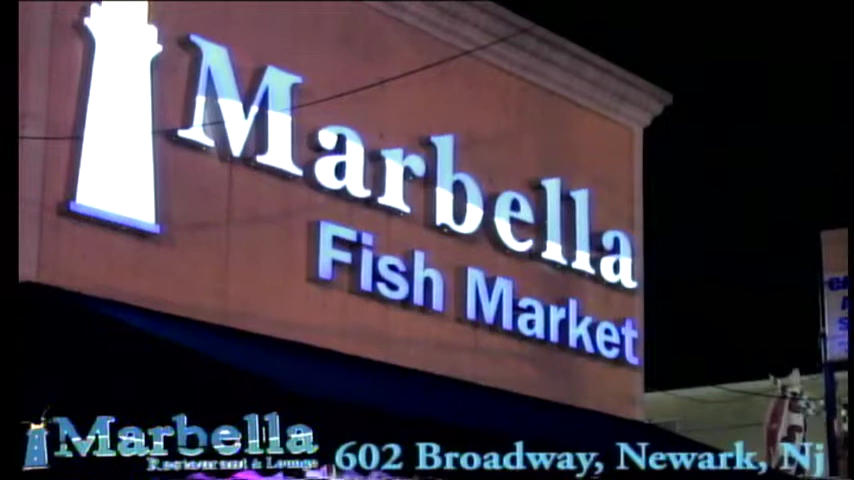 Marbella
Fish Market
Marbella
Restaurant & Lounge
602 Broadway, Newark, Nj